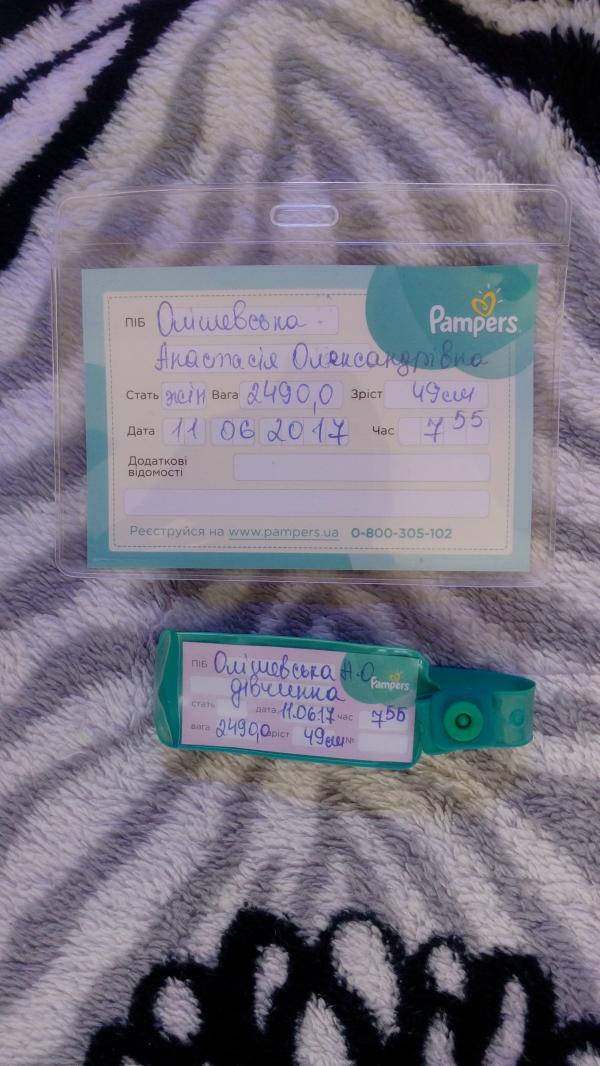 ПІБ Олішевська
Pampers
Анастасія Олександрівна
Стать жін Вага 2490,0 Зріст 49см
Дата 11 06 2017 Час 7 55
Додаткові
відомості
Реєструйся на www.pampers.ua 0-800-305-102
ПІБ Олішевська А.О.
Pampers
дівчинка
стать дата 11.06.17 час 7 55
вага 2490,0 зріст 49см №